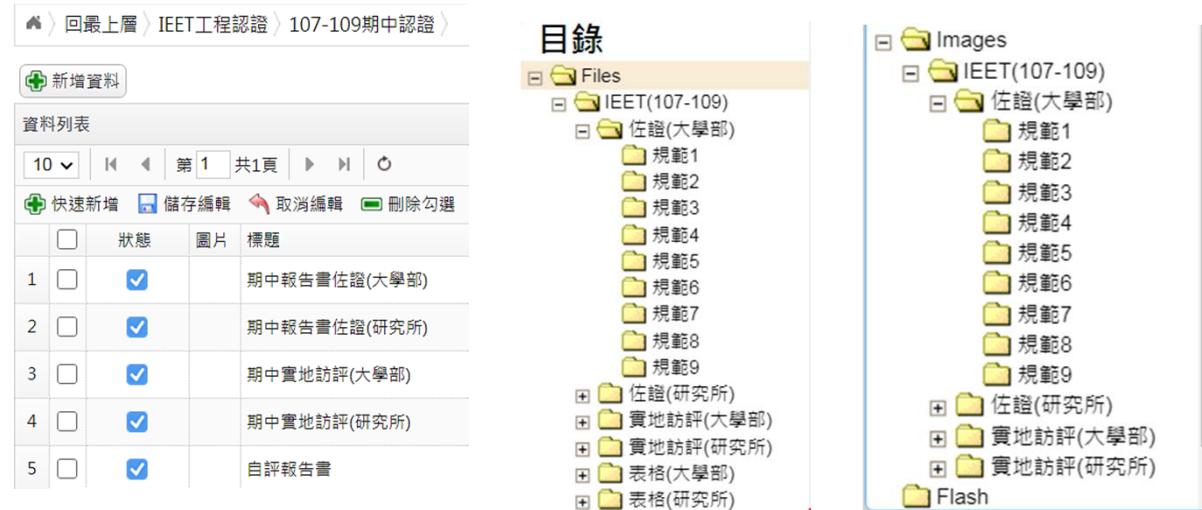 回最上層 IEET工程認證 107-109期中認證
新增資料
資料列表
10 第 1 共1頁
快速新增 儲存編輯 取消編輯 刪除勾選
狀態 圖片 標題
1 期中報告書佐證(大學部)
2 期中報告書佐證(研究所)
3 期中實地訪評(大學部)
4 期中實地訪評(研究所)
5 自評報告書
目錄
Files
IEET(107-109)
佐證(大學部)
規範1
規範2
規範3
規範4
規範5
規範6
規範7
規範8
規範9
佐證(研究所)
實地訪評(大學部)
實地訪評(研究所)
表格(大學部)
表格(研究所)
Images
IEET(107-109)
佐證(大學部)
規範1
規範2
規範3
規範4
規範5
規範6
規範7
規範8
規範9
佐證(研究所)
實地訪評(大學部)
實地訪評(研究所)
Flash